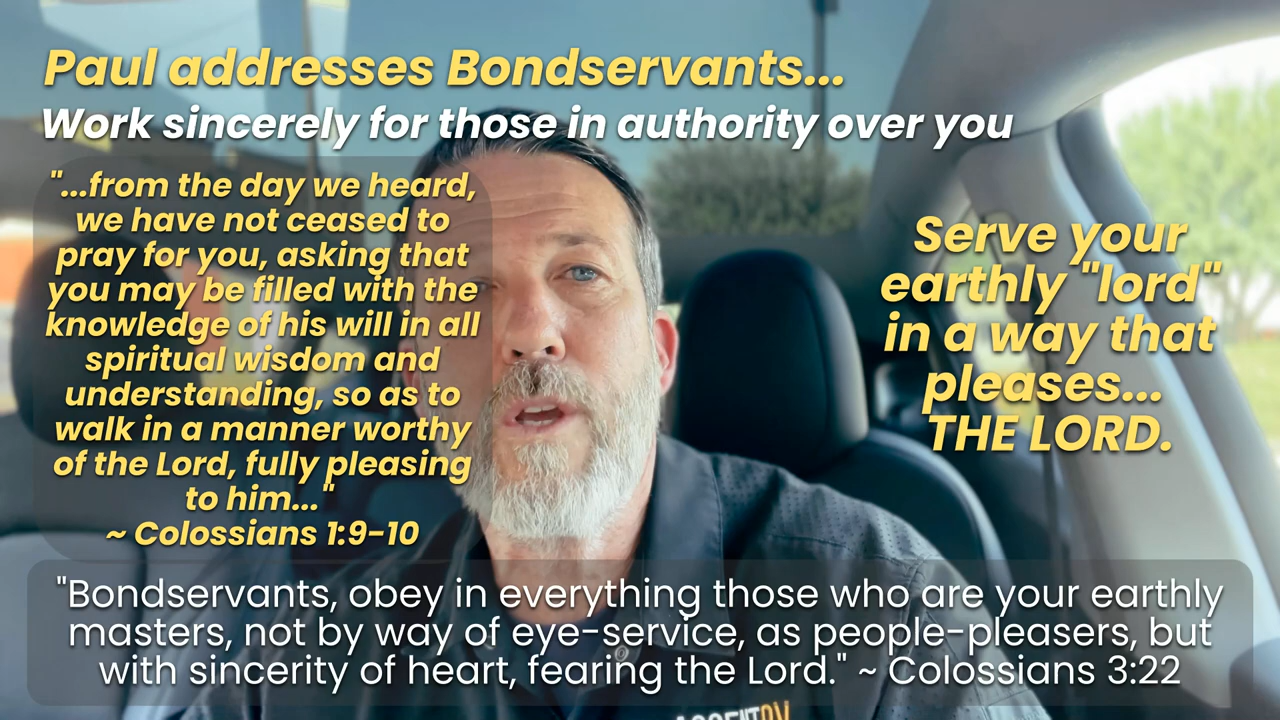 Paul addresses Bondservants...
Work sincerely for those in authority over you
"...from the day we heard,
we have not ceased to
pray for you, asking that
you may be filled with the
knowledge of his will in all
spiritual wisdom and
understanding, so as to
walk in a manner worthy
of the Lord, fully pleasing
to him..."
~ Colossians 1:9-10
Serve your
earthly "lord"
in a way that
pleases...
THE LORD.
"Bondservants, obey in everything those who are your earthly
masters, not by way of eye-service, as people-pleasers, but
with sincerity of heart, fearing the Lord." ~ Colossians 3:22